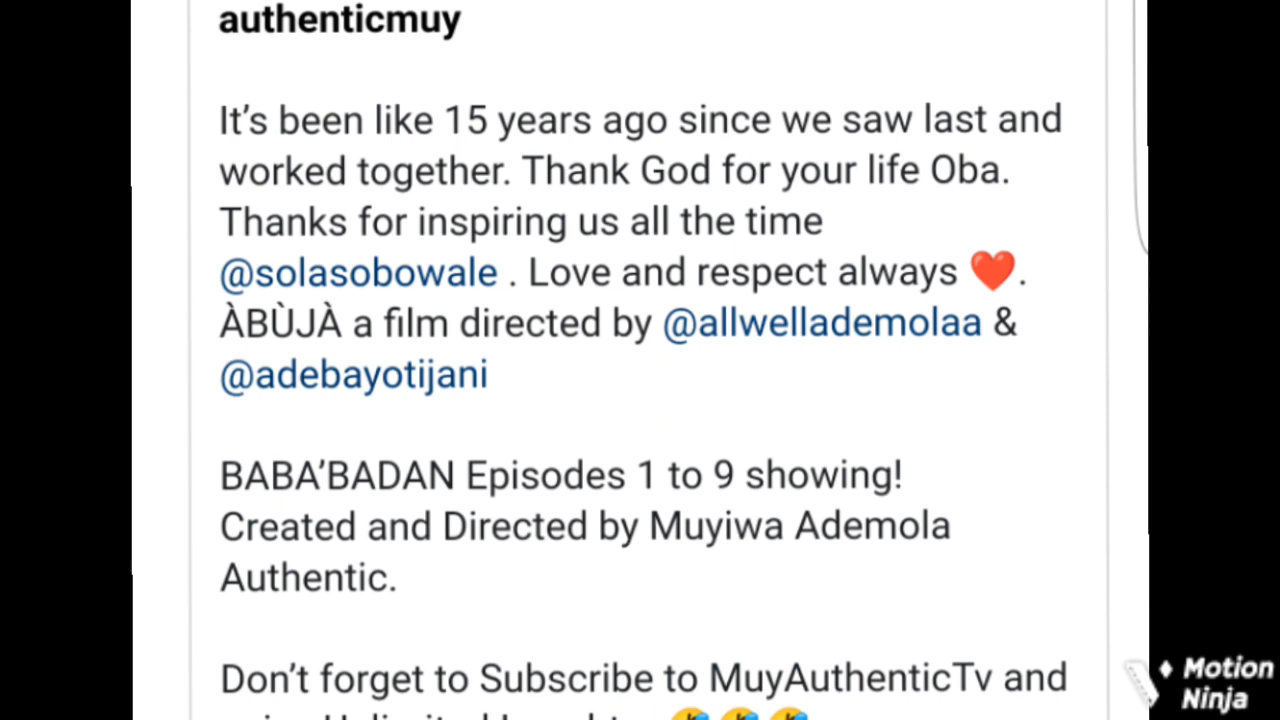 authenticmuy
It's been like 15 years ago since we saw last and
worked together. Thank God for your life Oba.
Thanks for inspiring us all the time
@solasobowale . Love and respect always ❤️.
ÀBÙJÀ a film directed by @allwellademolaa &
@adebayotijani
BABA'BADAN Episodes 1 to 9 showing!
Created and Directed by Muyiwa Ademola
Authentic.
Don't forget to Subscribe to MuyAuthenticTv and
Motion
Ninja